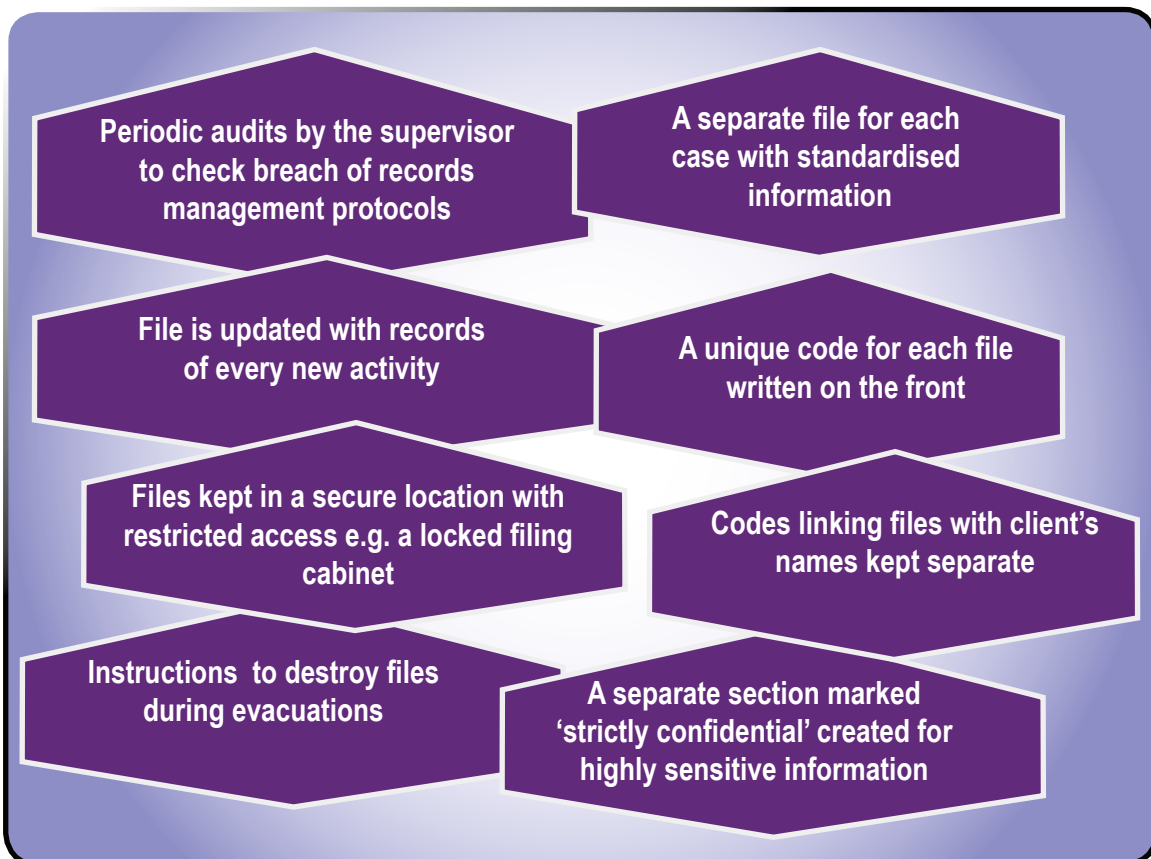 Periodic audits by the supervisor
to check breach of records
management protocols
A separate file for each
case with standardised
information
File is updated with records
of every new activity
A unique code for each file
written on the front
Files kept in a secure location with
restricted access e.g. a locked filing
cabinet
Codes linking files with client’s
names kept separate
Instructions to destroy files
during evacuations
A separate section marked
‘strictly confidential’ created for
highly sensitive information